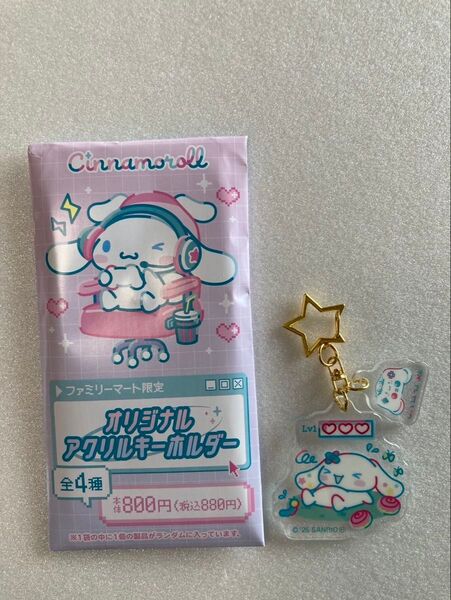 Cinnamoroll
ファミリーマート限定
オリジナル
アクリルキーホルダー
全4種
本体800円(税込880円)
※1袋の中に1個の製品がランダムに入っています。
Lv1
© '25 SANRIO